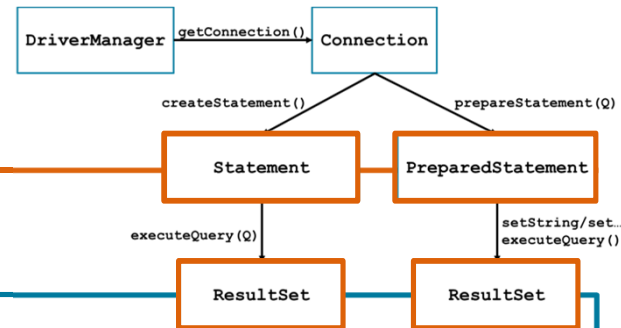 DriverManager
getConnection()
Connection
createStatement()
prepareStatement(Q)
Statement
PreparedStatement
executeQuery(Q)
setString/set…
executeQuery()
ResultSet
ResultSet